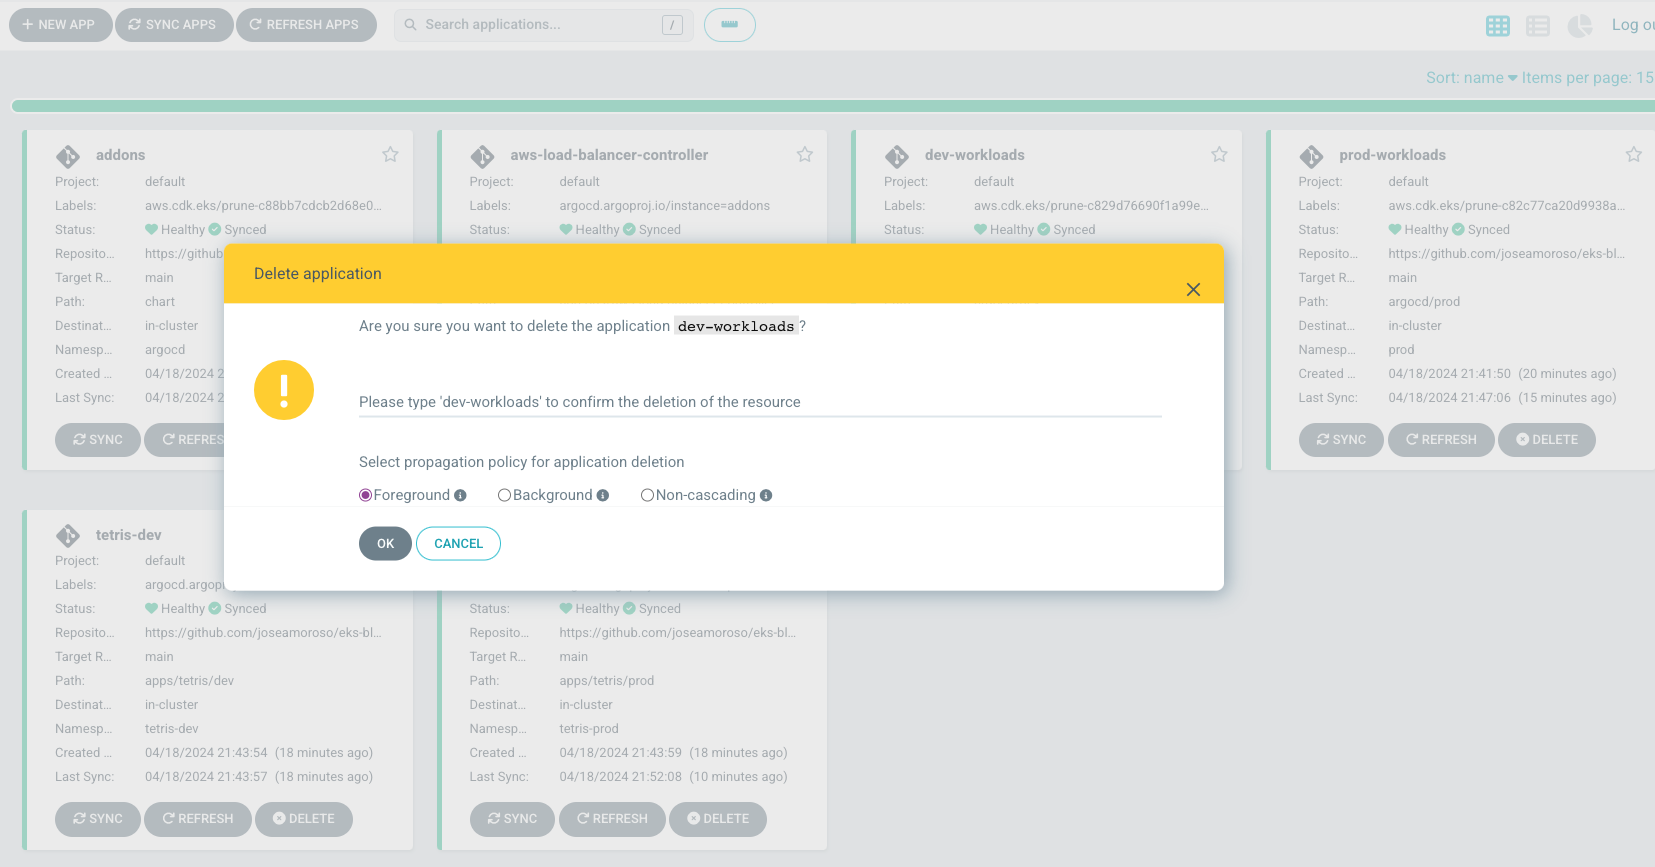 NEW APP SYNC APPS REFRESH APPS Search applications... / Log ou
Sort: name Items per page: 15
addons
Project: default
Labels: aws.cdk.eks/prune-c88bb7cdcb2d68e0...
Status: Healthy Synced
Reposito... https://github
Target R... main
Path: chart
Destinat... in-cluster
Namesp... argocd
Created ... 04/18/2024 2
Last Sync: 04/18/2024 2
SYNC REFRES
aws-load-balancer-controller
Project: default
Labels: argocd.argoproj.io/instance=addons
Status: Healthy Synced
dev-workloads
Project: default
Labels: aws.cdk.eks/prune-c829d76690f1a99e...
Status: Healthy Synced
prod-workloads
Project: default
Labels: aws.cdk.eks/prune-c82c77ca20d9938a...
Status: Healthy Synced
Reposito... https://github.com/joseamoroso/eks-bl...
Target R... main
Path: argocd/prod
Destinat... in-cluster
Namesp... prod
Created ... 04/18/2024 21:41:50 (20 minutes ago)
Last Sync: 04/18/2024 21:47:06 (15 minutes ago)
SYNC REFRESH DELETE
Delete application
Are you sure you want to delete the application dev-workloads ?
Please type 'dev-workloads' to confirm the deletion of the resource
Select propagation policy for application deletion
Foreground Background Non-cascading
OK CANCEL
tetris-dev
Project: default
Labels: argocd.argopr
Status: Healthy Synced
Reposito... https://github.com/joseamoroso/eks-bl...
Target R... main
Path: apps/tetris/dev
Destinat... in-cluster
Namesp... tetris-dev
Created ... 04/18/2024 21:43:54 (18 minutes ago)
Last Sync: 04/18/2024 21:43:57 (18 minutes ago)
SYNC REFRESH DELETE
Status: Healthy Synced
Reposito... https://github.com/joseamoroso/eks-bl...
Target R... main
Path: apps/tetris/prod
Destinat... in-cluster
Namesp... tetris-prod
Created ... 04/18/2024 21:43:59 (18 minutes ago)
Last Sync: 04/18/2024 21:52:08 (10 minutes ago)
SYNC REFRESH DELETE